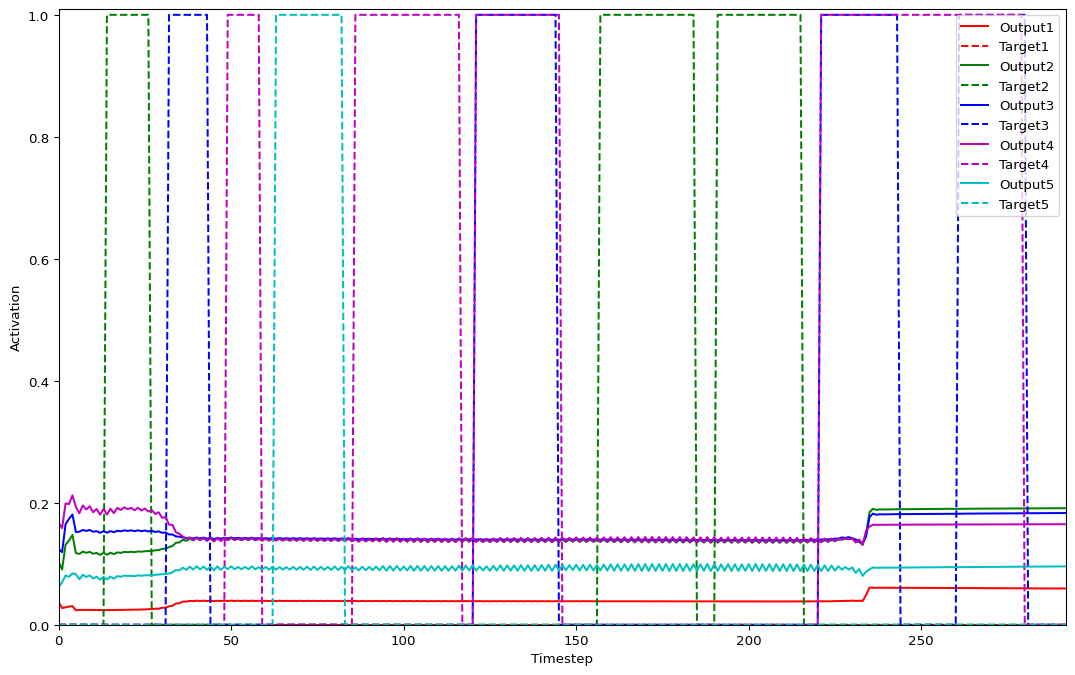 1.0
0.8
0.6
0.4
0.2
0.0
Activation
0
50
100
150
200
250
Timestep
Output1
Target1
Output2
Target2
Output3
Target3
Output4
Target4
Output5
Target5